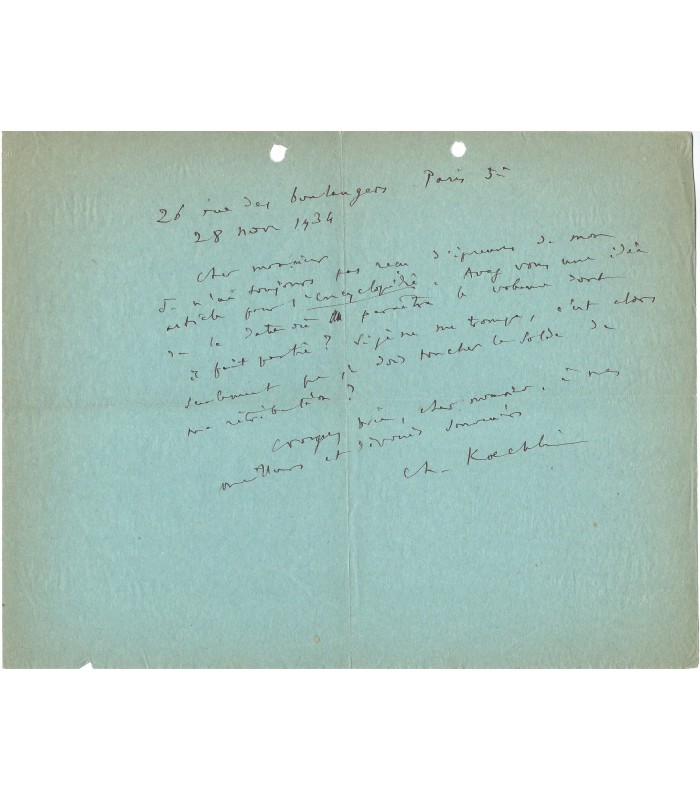 26 rue des boulangers Paris 5è
28 nov 1934
Cher monsieur
Je n'ai toujours pas reçu d'épreuves de mon
article pour l'Encyclopédie. Avez vous une idée
de la date où paraîtra le volume dont
il fait partie ? Si je ne me trompe, c'est alors
seulement que je dois toucher le solde de
ma rétribution ?
Croyez bien, cher monsieur, à mes
meilleurs et dévoués souvenirs
Ch. Koechlin